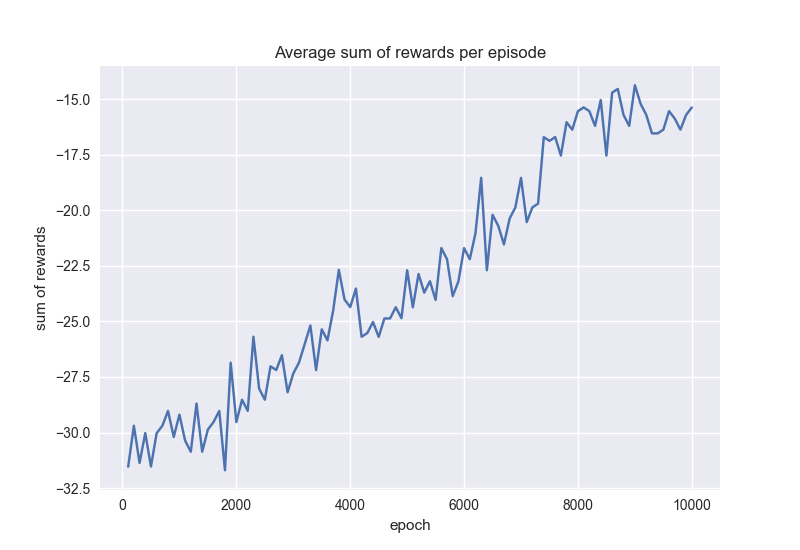 Average sum of rewards per episode
sum of rewards
−15.0
−17.5
−20.0
−22.5
−25.0
−27.5
−30.0
−32.5
0 2000 4000 6000 8000 10000
epoch